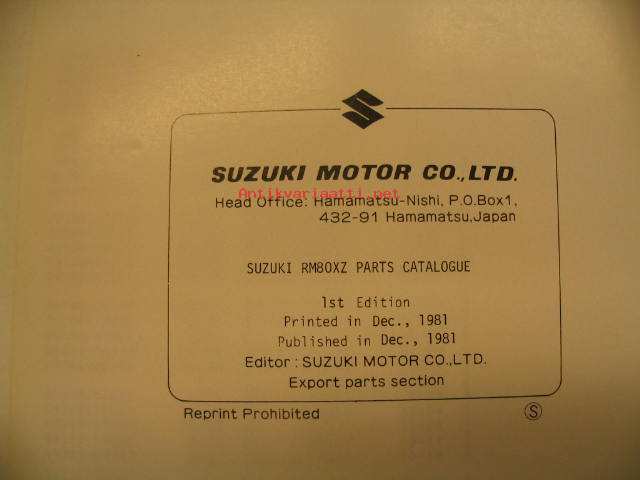 SUZUKI MOTOR CO.,LTD.
Antikvariaatti.net
Head Office: Hamamatsu-Nishi, P.O.Box1,
432-91 Hamamatsu,Japan
SUZUKI RM80XZ PARTS CATALOGUE
1st Edition
Printed in Dec., 1981
Published in Dec., 1981
Editor : SUZUKI MOTOR CO.,LTD.
Export parts section
Reprint Prohibited
S